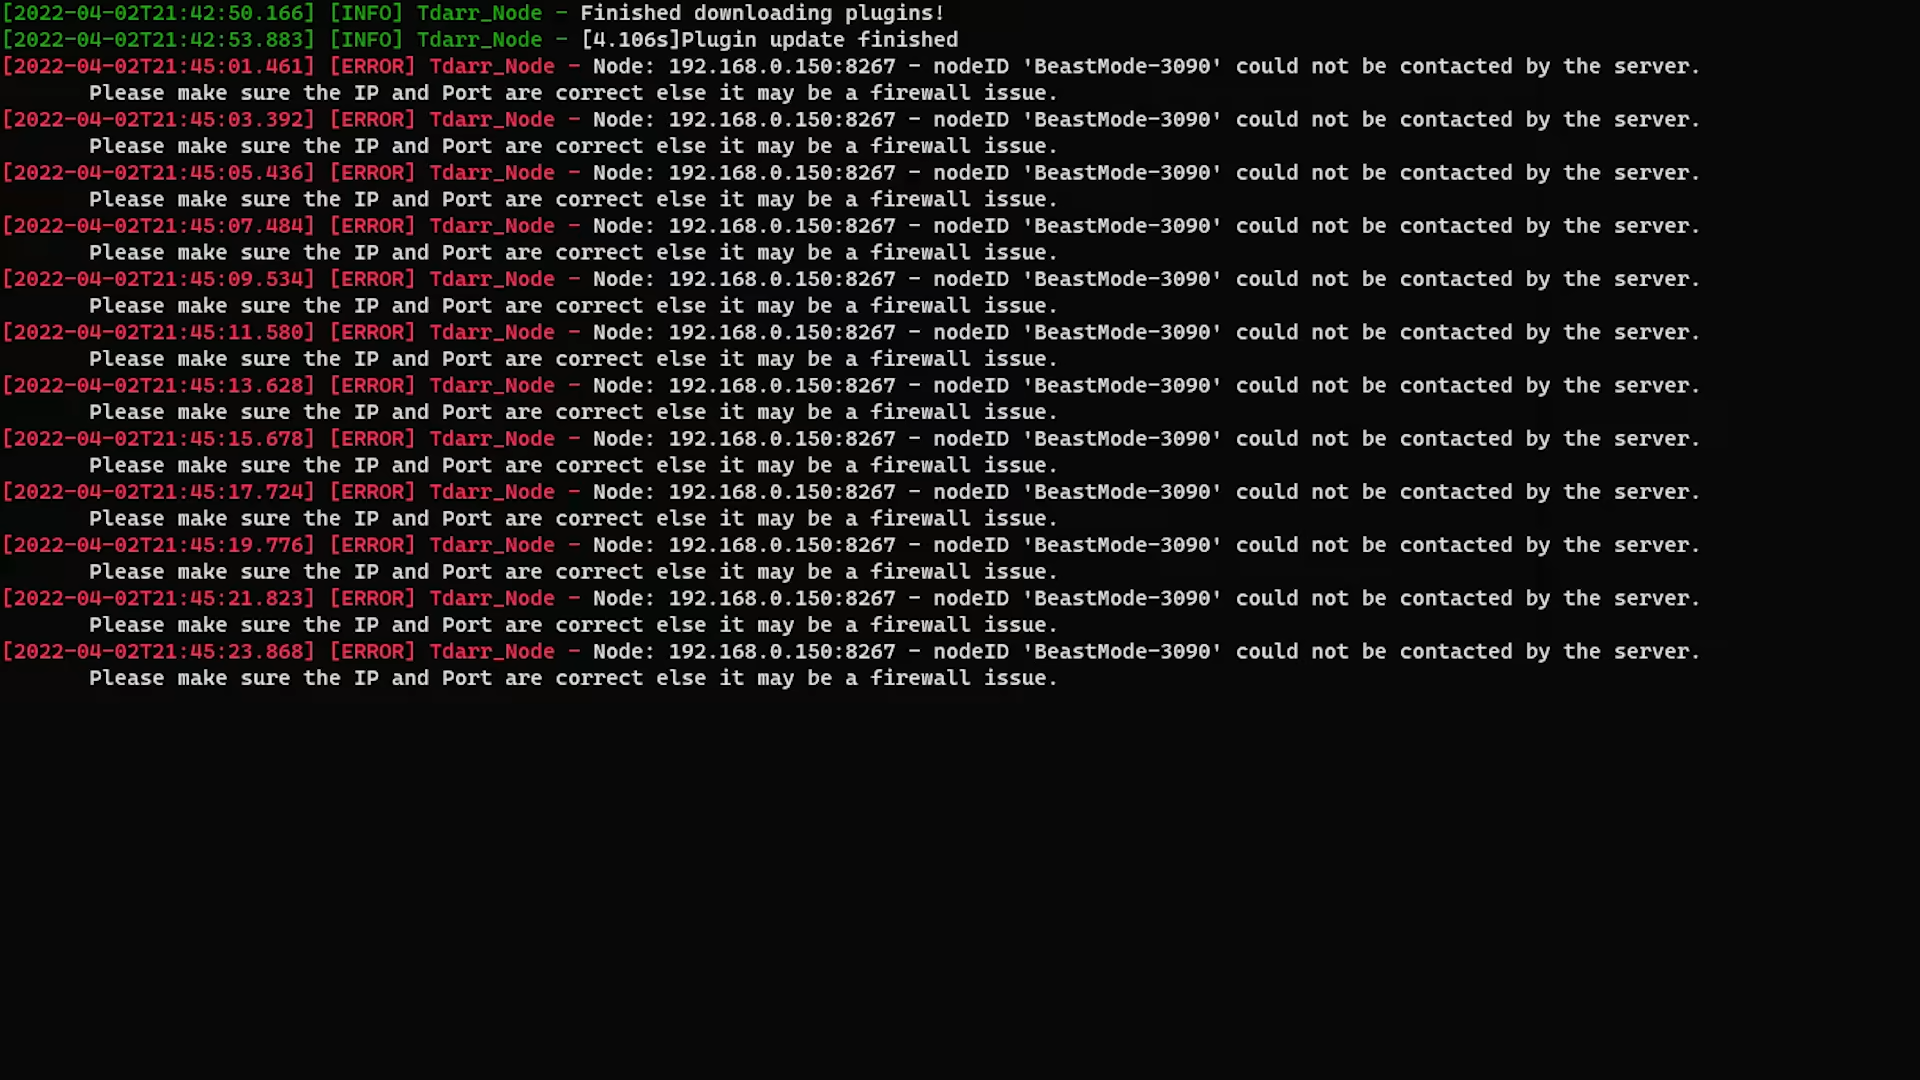 [2022-04-02T21:42:50.166] [INFO] Tdarr_Node - Finished downloading plugins!
[2022-04-02T21:42:53.883] [INFO] Tdarr_Node - [4.106s]Plugin update finished
[2022-04-02T21:45:01.461] [ERROR] Tdarr_Node - Node: 192.168.0.150:8267 - nodeID 'BeastMode-3090' could not be contacted by the server.
Please make sure the IP and Port are correct else it may be a firewall issue.
[2022-04-02T21:45:03.392] [ERROR] Tdarr_Node - Node: 192.168.0.150:8267 - nodeID 'BeastMode-3090' could not be contacted by the server.
Please make sure the IP and Port are correct else it may be a firewall issue.
[2022-04-02T21:45:05.436] [ERROR] Tdarr_Node - Node: 192.168.0.150:8267 - nodeID 'BeastMode-3090' could not be contacted by the server.
Please make sure the IP and Port are correct else it may be a firewall issue.
[2022-04-02T21:45:07.484] [ERROR] Tdarr_Node - Node: 192.168.0.150:8267 - nodeID 'BeastMode-3090' could not be contacted by the server.
Please make sure the IP and Port are correct else it may be a firewall issue.
[2022-04-02T21:45:09.534] [ERROR] Tdarr_Node - Node: 192.168.0.150:8267 - nodeID 'BeastMode-3090' could not be contacted by the server.
Please make sure the IP and Port are correct else it may be a firewall issue.
[2022-04-02T21:45:11.580] [ERROR] Tdarr_Node - Node: 192.168.0.150:8267 - nodeID 'BeastMode-3090' could not be contacted by the server.
Please make sure the IP and Port are correct else it may be a firewall issue.
[2022-04-02T21:45:13.628] [ERROR] Tdarr_Node - Node: 192.168.0.150:8267 - nodeID 'BeastMode-3090' could not be contacted by the server.
Please make sure the IP and Port are correct else it may be a firewall issue.
[2022-04-02T21:45:15.678] [ERROR] Tdarr_Node - Node: 192.168.0.150:8267 - nodeID 'BeastMode-3090' could not be contacted by the server.
Please make sure the IP and Port are correct else it may be a firewall issue.
[2022-04-02T21:45:17.724] [ERROR] Tdarr_Node - Node: 192.168.0.150:8267 - nodeID 'BeastMode-3090' could not be contacted by the server.
Please make sure the IP and Port are correct else it may be a firewall issue.
[2022-04-02T21:45:19.776] [ERROR] Tdarr_Node - Node: 192.168.0.150:8267 - nodeID 'BeastMode-3090' could not be contacted by the server.
Please make sure the IP and Port are correct else it may be a firewall issue.
[2022-04-02T21:45:21.823] [ERROR] Tdarr_Node - Node: 192.168.0.150:8267 - nodeID 'BeastMode-3090' could not be contacted by the server.
Please make sure the IP and Port are correct else it may be a firewall issue.
[2022-04-02T21:45:23.868] [ERROR] Tdarr_Node - Node: 192.168.0.150:8267 - nodeID 'BeastMode-3090' could not be contacted by the server.
Please make sure the IP and Port are correct else it may be a firewall issue.